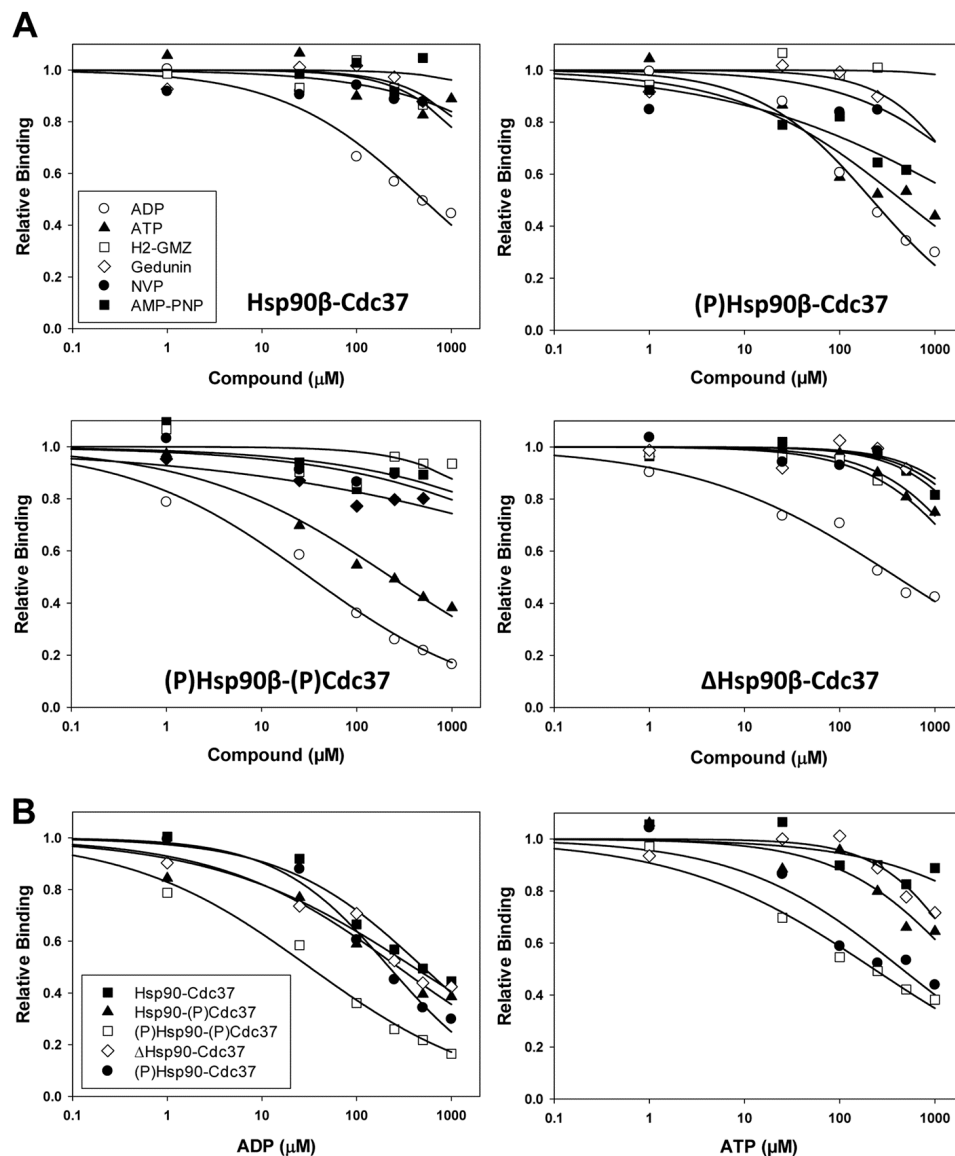 A
Relative Binding
1.0
0.8
0.6
0.4
0.2
0.0
ADP
ATP
H2-GMZ
Gedunin
NVP
AMP-PNP
Hsp90β-Cdc37
0.1 1 10 100 1000
Compound (μM)
Relative Binding
1.0
0.8
0.6
0.4
0.2
0.0
(P)Hsp90β-Cdc37
0.1 1 10 100 1000
Compound (μM)
Relative Binding
1.0
0.8
0.6
0.4
0.2
0.0
(P)Hsp90β-(P)Cdc37
0.1 1 10 100 1000
Compound (μM)
Relative Binding
1.0
0.8
0.6
0.4
0.2
0.0
ΔHsp90β-Cdc37
0.1 1 10 100 1000
Compound (μM)
B
Relative Binding
1.0
0.8
0.6
0.4
0.2
0.0
Hsp90-Cdc37
Hsp90-(P)Cdc37
(P)Hsp90-(P)Cdc37
ΔHsp90-Cdc37
(P)Hsp90-Cdc37
0.1 1 10 100 1000
ADP (μM)
Relative Binding
1.0
0.8
0.6
0.4
0.2
0.0
0.1 1 10 100 1000
ATP (μM)